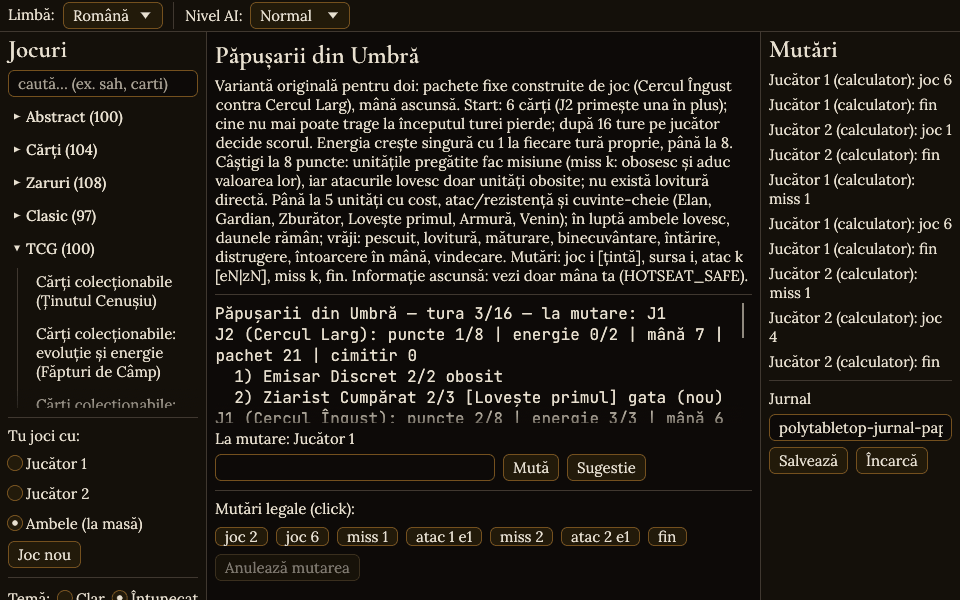 Limbă: Română ▼ Nivel AI: Normal ▼
Jocuri
caută... (ex. sah, carti)
▸ Abstract (100)
▸ Cărți (104)
▸ Zaruri (108)
▸ Clasic (97)
▾ TCG (100)
Cărți colecționabile
(Ținutul Cenușiu)
Cărți colecționabile:
evoluție și energie
(Făpturi de Câmp)
Cărți colecționabile:
Tu joci cu:
Jucător 1
Jucător 2
Ambele (la masă)
Joc nou
Temă: Clar Întunecat
Păpușarii din Umbră
Variantă originală pentru doi: pachete fixe construite de joc (Cercul Îngust
contra Cercul Larg), mână ascunsă. Start: 6 cărți (J2 primește una în plus);
cine nu mai poate trage la începutul turei pierde; după 16 ture pe jucător
decide scorul. Energia crește singură cu 1 la fiecare tură proprie, până la 8.
Câștigi la 8 puncte: unitățile pregătite fac misiune (miss k: obosesc și aduc
valoarea lor), iar atacurile lovesc doar unități obosite; nu există lovitură
directă. Până la 5 unități cu cost, atac/rezistență și cuvinte-cheie (Elan,
Gardian, Zburător, Lovește primul, Armură, Venin); în luptă ambele lovesc,
daunele rămân; vrăji: pescuit, lovitură, măturare, binecuvântare, întărire,
distrugere, întoarcere în mână, vindecare. Mutări: joc i [țintă], sursa i, atac k
[eN|zN], miss k, fin. Informație ascunsă: vezi doar mâna ta (HOTSEAT_SAFE).
Păpușarii din Umbră — tura 3/16 — la mutare: J1
J2 (Cercul Larg): puncte 1/8 | energie 0/2 | mână 7 |
pachet 21 | cimitir 0
1) Emisar Discret 2/2 obosit
2) Ziarist Cumpărat 2/3 [Lovește primul] gata (nou)
J1 (Cercul Îngust): puncte 2/8 | energie 3/3 | mână 6
La mutare: Jucător 1
Mută Sugestie
Mutări legale (click):
joc 2 joc 6 miss 1 atac 1 e1 miss 2 atac 2 e1 fin
Anulează mutarea
Mutări
Jucător 1 (calculator): joc 6
Jucător 1 (calculator): fin
Jucător 2 (calculator): joc 1
Jucător 2 (calculator): fin
Jucător 1 (calculator):
miss 1
Jucător 1 (calculator): joc 6
Jucător 1 (calculator): fin
Jucător 2 (calculator):
miss 1
Jucător 2 (calculator): joc
4
Jucător 2 (calculator): fin
Jurnal
polytabletop-jurnal-pap
Salvează Încarcă